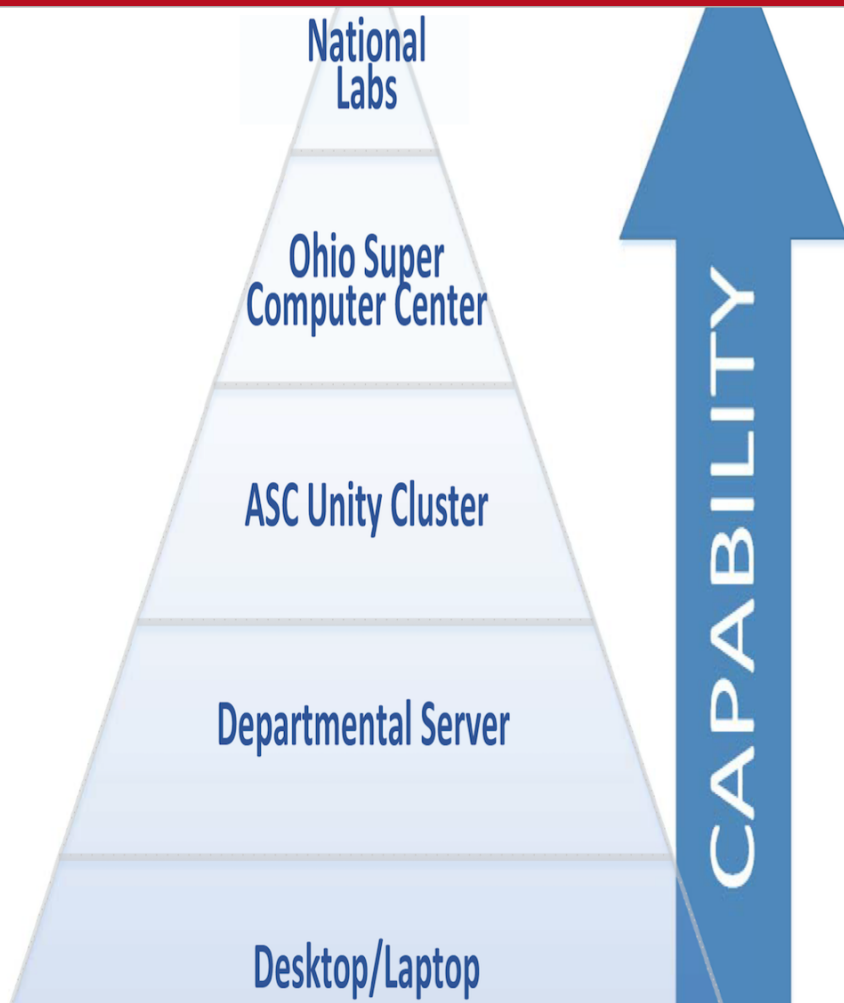 National
Labs
Ohio Super
Computer Center
ASC Unity Cluster
Departmental Server
Desktop/Laptop
CAPABILITY